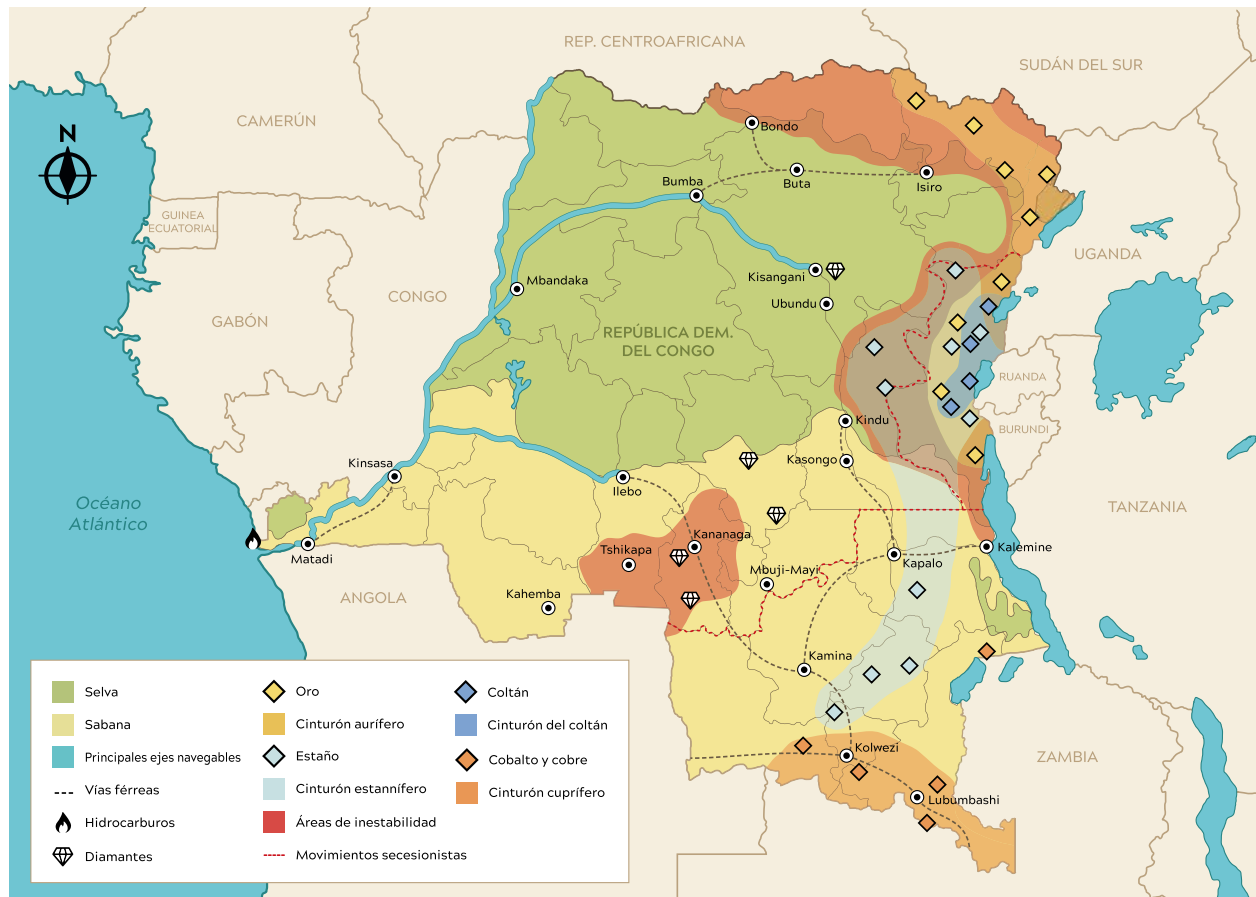 REP. CENTROAFRICANA
SUDÁN DEL SUR
CAMERÚN
N
Bondo
Bumba
Buta
Isiro
GUINEA
ECUATORIAL
UGANDA
Kisangani
Mbandaka
CONGO
Ubundu
GABÓN
REPÚBLICA DEM.
DEL CONGO
RUANDA
Kindu
BURUNDI
Kasongo
Kinsasa
Ilebo
Océano
Atlántico
TANZANIA
Kananaga
Matadi
Tshikapa
Kalemine
Mbuji-Mayi
Kapalo
ANGOLA
Kahemba
Kamina
Kolwezi
ZAMBIA
Lubumbashi
Selva
Sabana
Principales ejes navegables
Vías férreas
Hidrocarburos
Diamantes
Oro
Cinturón aurífero
Estaño
Cinturón estannífero
Áreas de inestabilidad
Movimientos secesionistas
Coltán
Cinturón del coltán
Cobalto y cobre
Cinturón cuprífero